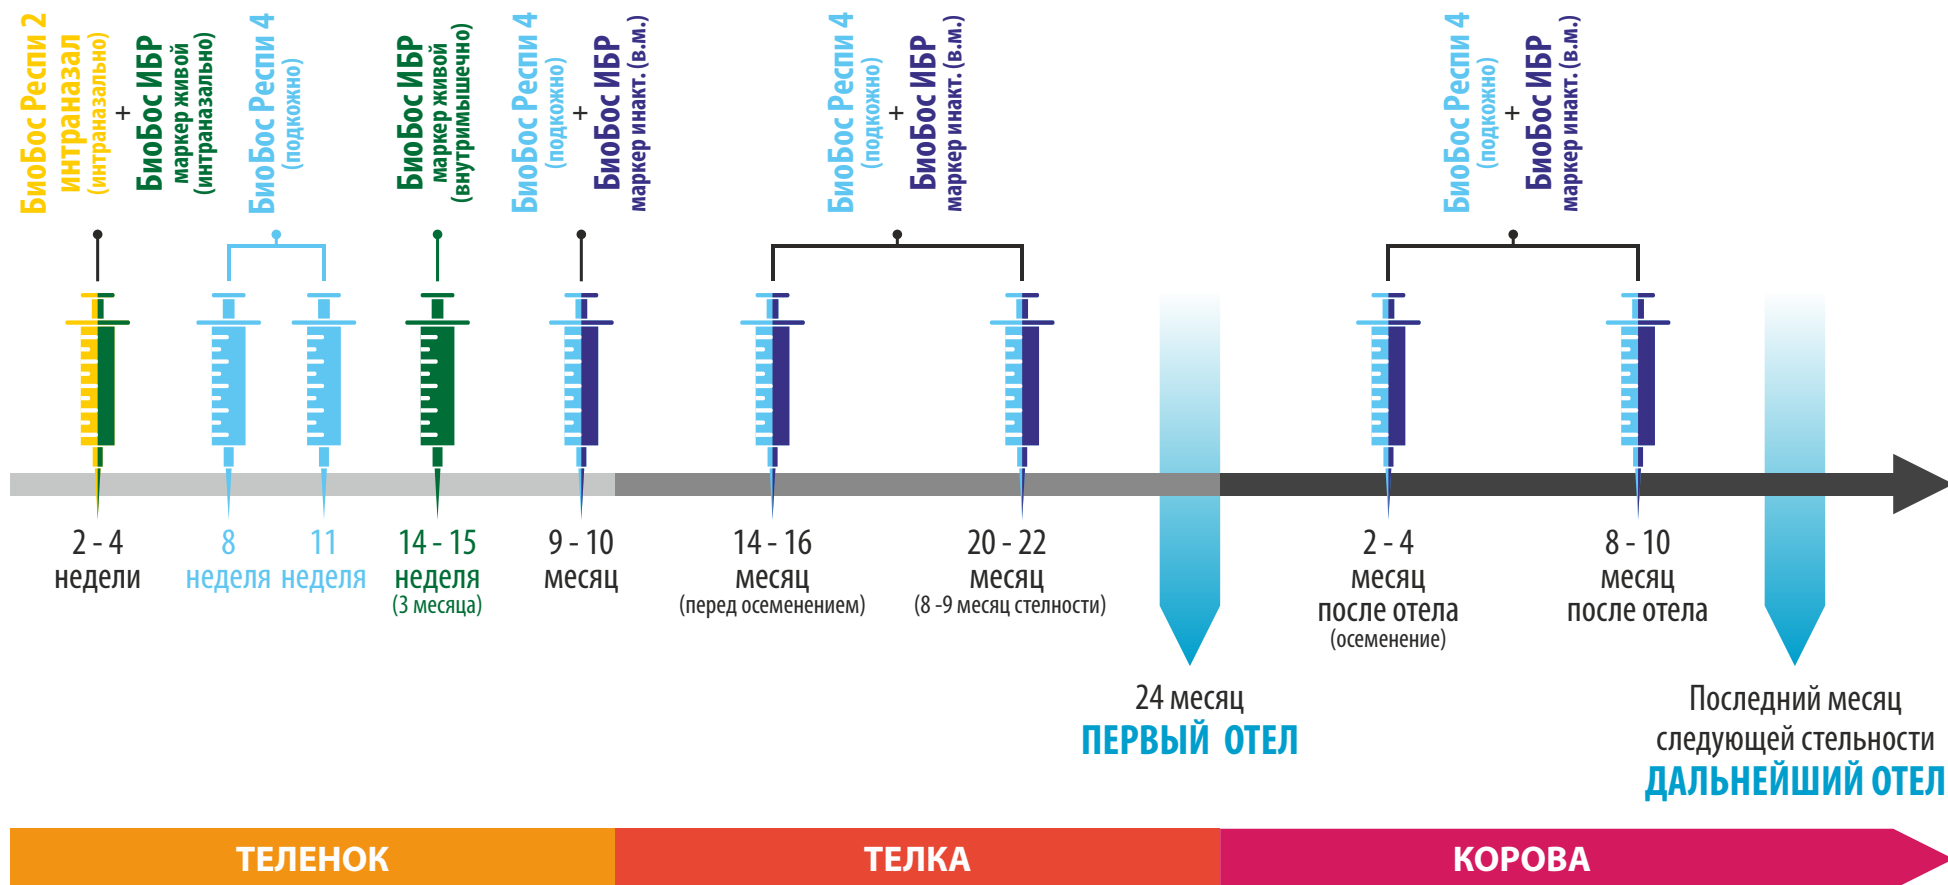 БиоБос Респи 2
интраназал
(интраназально)
+
БиоБос ИБР
маркер живой
(интраназально)
БиоБос Респи 4
(подкожно)
БиоБос ИБР
маркер живой
(внутримышечно)
БиоБос Респи 4
(подкожно)
+
БиоБос ИБР
маркер инакт. (в.м.)
БиоБос Респи 4
(подкожно)
+
БиоБос ИБР
маркер инакт. (в.м.)
БиоБос Респи 4
(подкожно)
+
БиоБос ИБР
маркер инакт. (в.м.)
2 - 4
недели
8
неделя
11
неделя
14 - 15
неделя
(3 месяца)
9 - 10
месяц
14 - 16
месяц
(перед осеменением)
20 - 22
месяц
(8 -9 месяц стелности)
2 - 4
месяц
после отела
(осеменение)
8 - 10
месяц
после отела
24 месяц
ПЕРВЫЙ ОТЕЛ
Последний месяц
следующей стельности
ДАЛЬНЕЙШИЙ ОТЕЛ
ТЕЛЕНОК
ТЕЛКА
КОРОВА